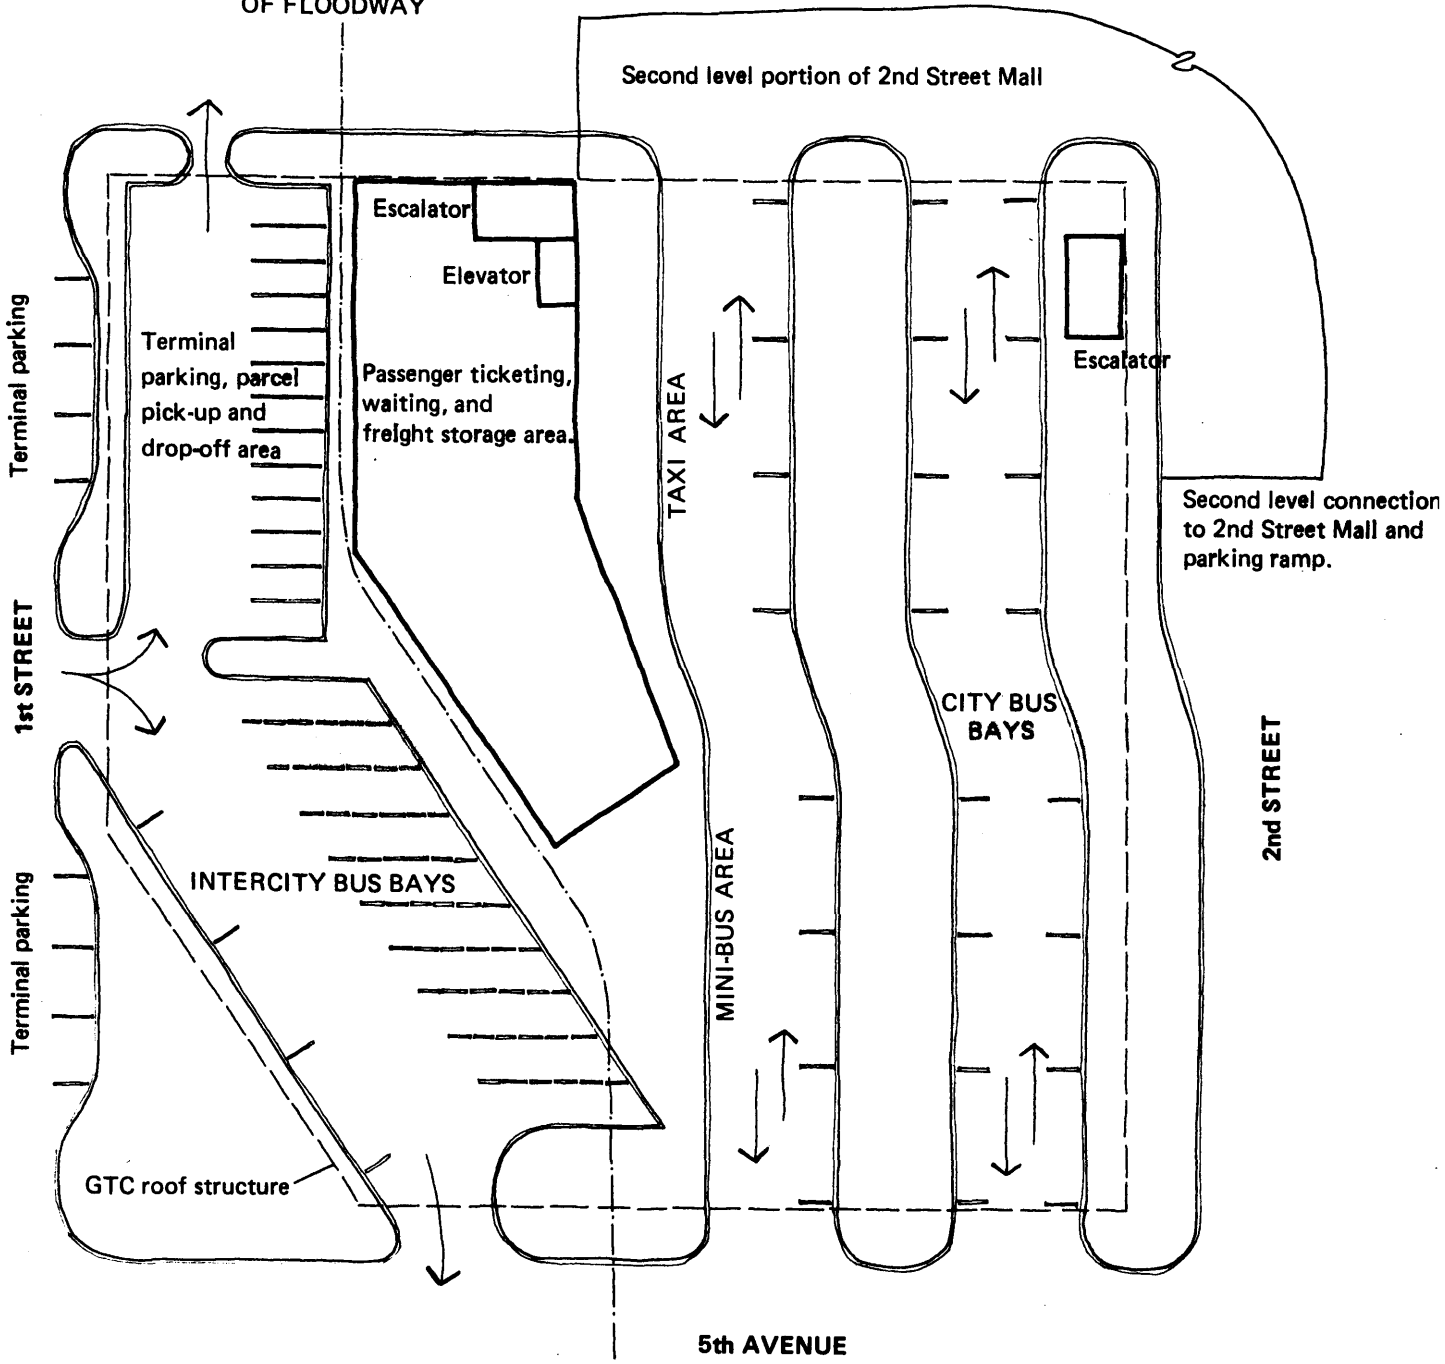 OF FLOODWAY
Second level portion of 2nd Street Mall
Escalator
Elevator
Escalator
Terminal parking
Terminal
parking, parcel
pick-up and
drop-off area
Passenger ticketing,
waiting, and
freight storage area.
TAXI AREA
Second level connection
to 2nd Street Mall and
parking ramp.
1st STREET
CITY BUS
BAYS
2nd STREET
INTERCITY BUS BAYS
MINI-BUS AREA
Terminal parking
GTC roof structure
5th AVENUE